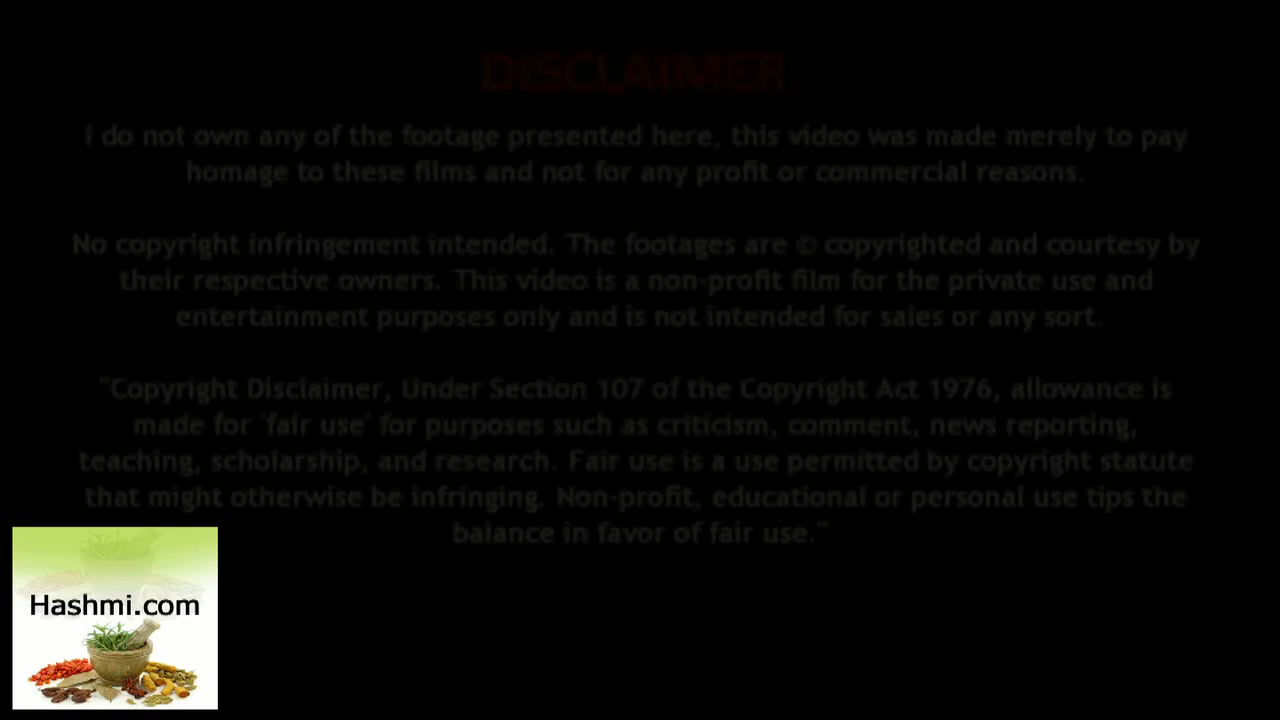 DISCLAIMER
I do not own any of the footage presented here, this video was made merely to pay
homage to these films and not for any profit or commercial reasons.
No copyright infringement intended. The footages are © copyrighted and courtesy by
their respective owners. This video is a non-profit film for the private use and
entertainment purposes only and is not intended for sales or any sort.
"Copyright Disclaimer, Under Section 107 of the Copyright Act 1976, allowance is
made for 'fair use' for purposes such as criticism, comment, news reporting,
teaching, scholarship, and research. Fair use is a use permitted by copyright statute
that might otherwise be infringing. Non-profit, educational or personal use tips the
balance in favor of fair use."
Hashmi.com